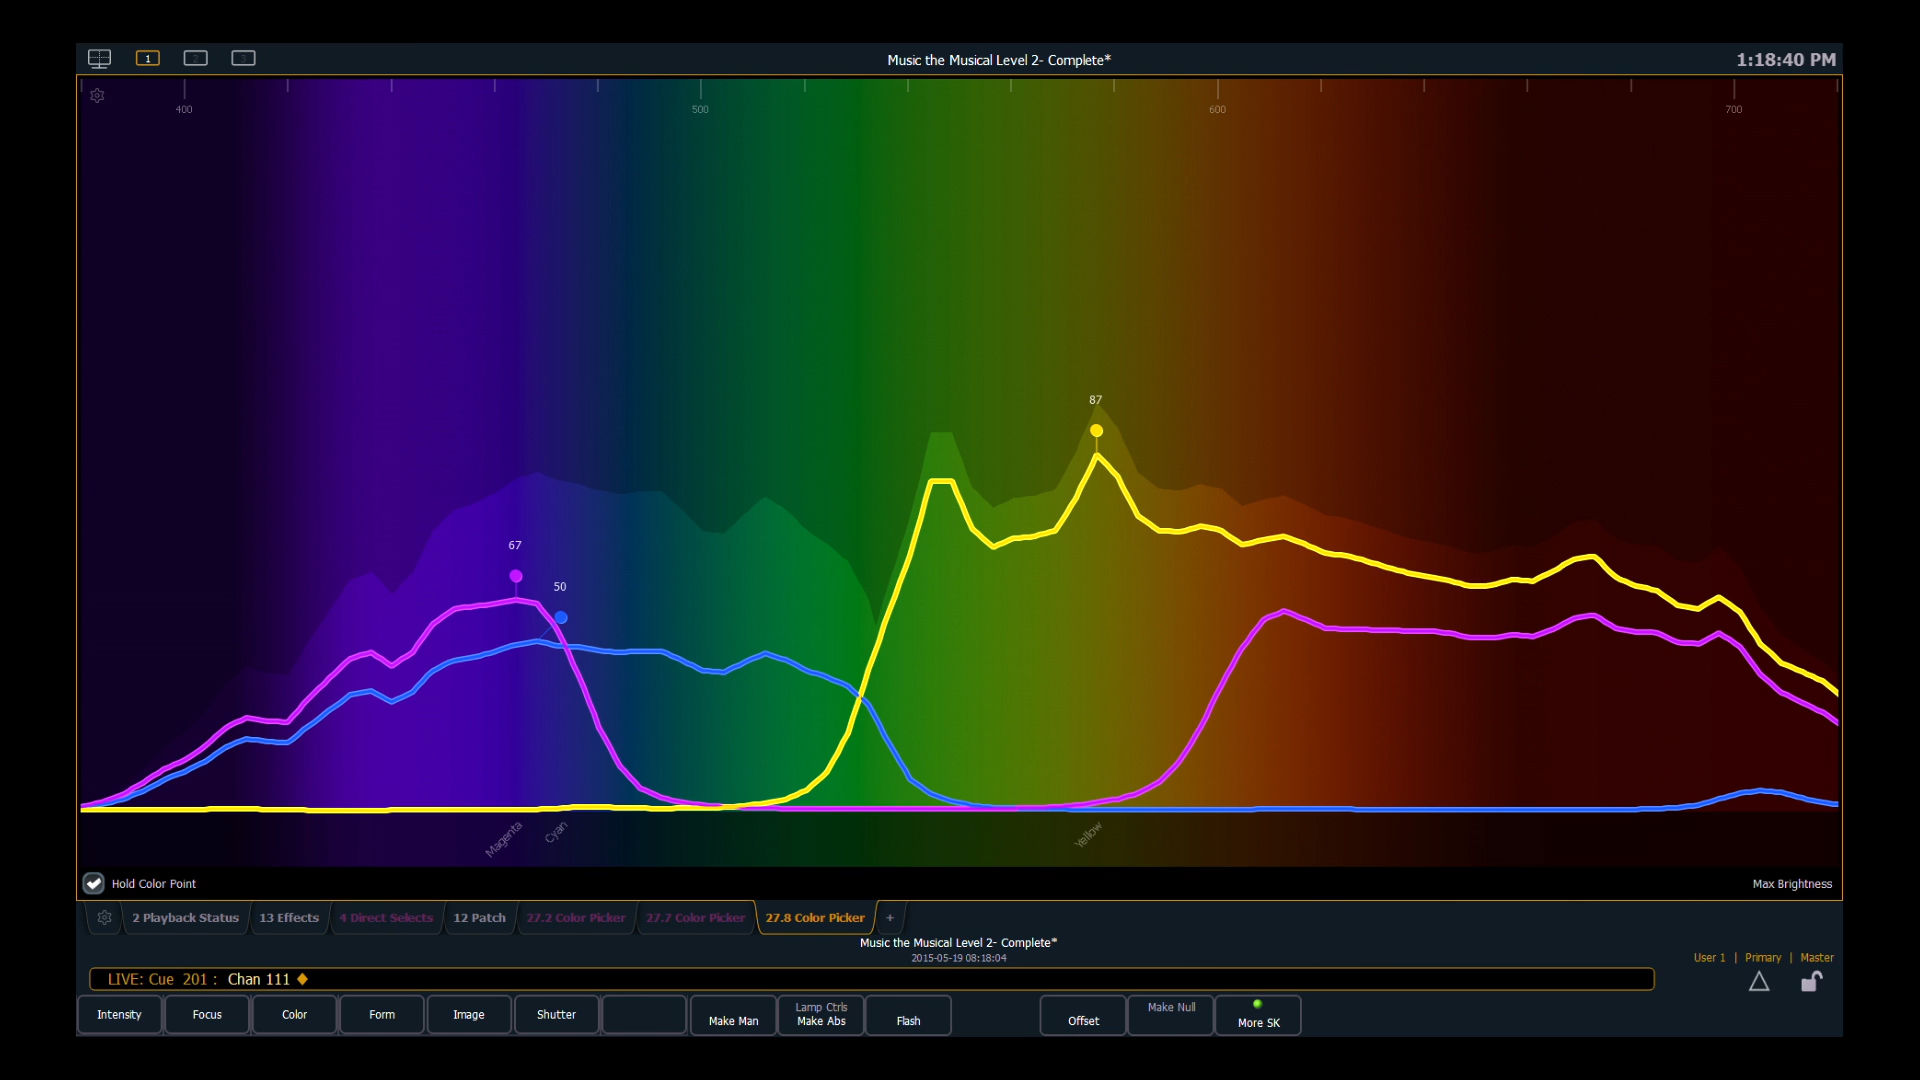 1
2
3
Music the Musical Level 2- Complete*
1:18:40 PM
400
500
600
700
87
67
50
Magenta
Cyan
Yellow
Hold Color Point
Max Brightness
2 Playback Status
13 Effects
4 Direct Selects
12 Patch
27.2 Color Picker
27.7 Color Picker
27.8 Color Picker
+
Music the Musical Level 2- Complete*
2015-05-19 08:18:04
User 1 | Primary | Master
LIVE: Cue 201 : Chan 111
Intensity
Focus
Color
Form
Image
Shutter
Make Man
Lamp Ctrls
Make Abs
Flash
Offset
Make Null
More SK